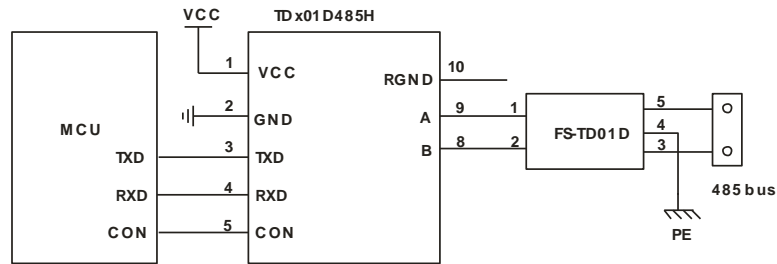 VCC
TDx01D485H
1
VCC
RGND
10
2
GND
A
9
1
5
MCU
FS-TD01D
4
B
8
2
3
TXD
3
TXD
RXD
4
RXD
485 bus
CON
5
CON
PE